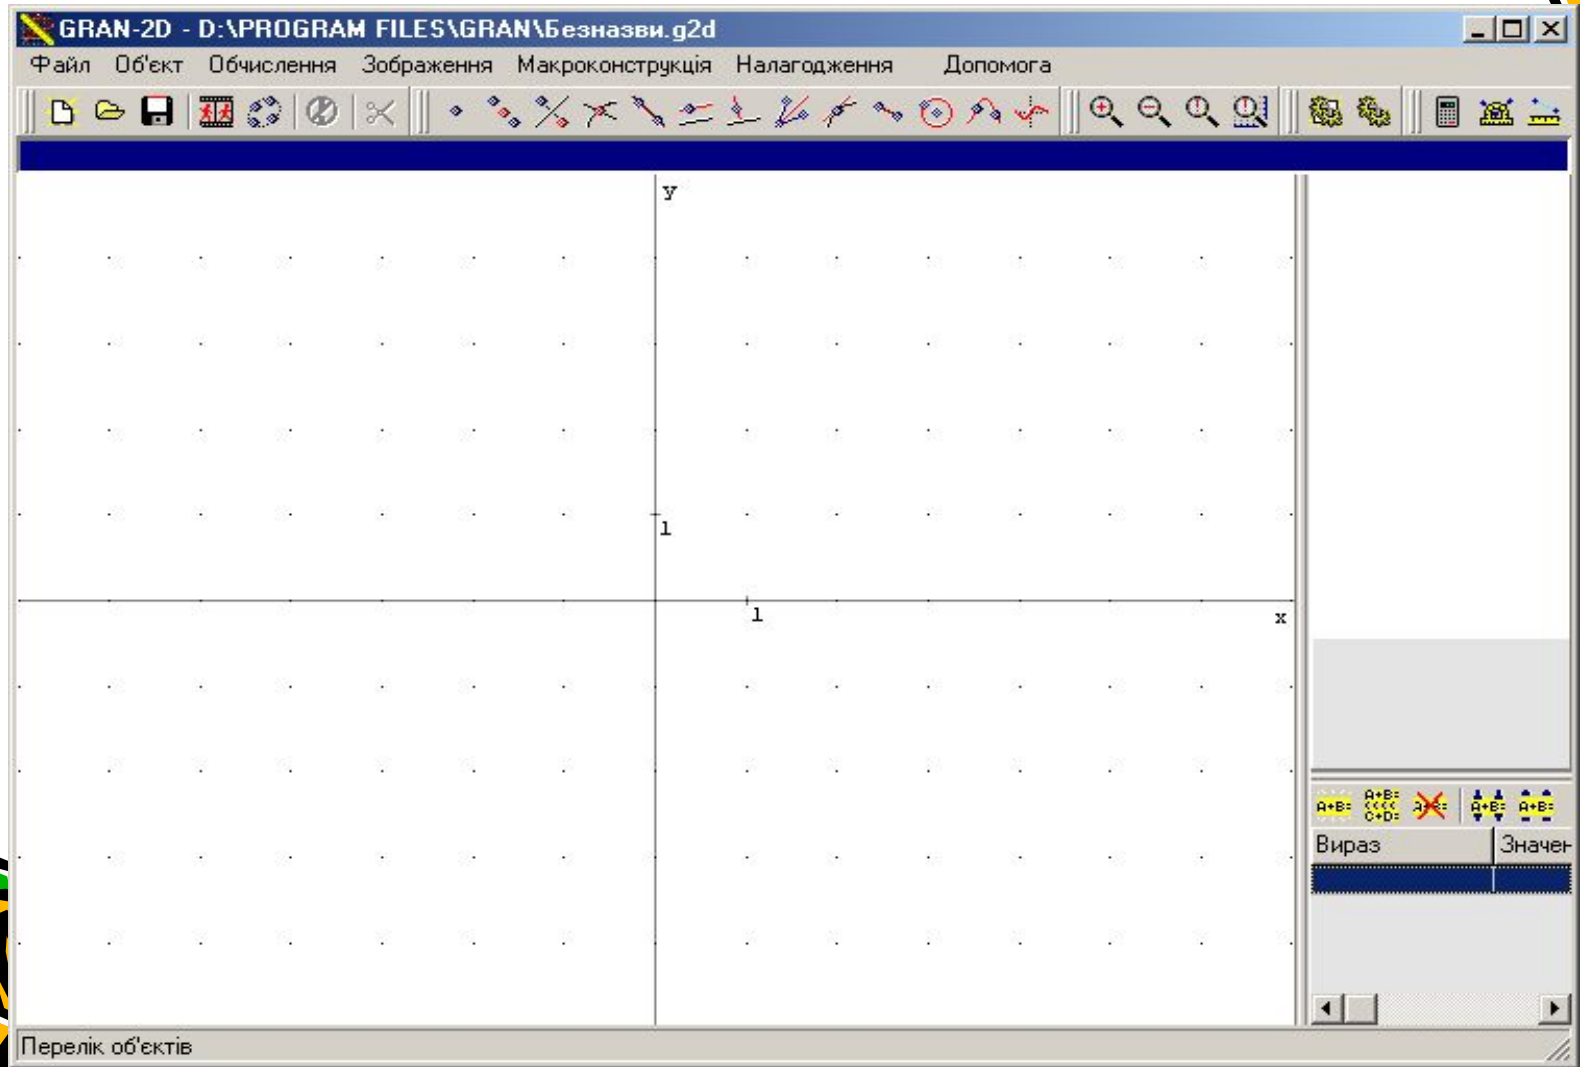 GRAN-2D - D:\PROGRAM FILES\GRAN\Безназви.g2d
Файл Об'єкт Обчислення Зображення Макроконструкція Налагодження Допомога
y
1
1
x
A+B=
A+B=
C+D=
A+B=
A+B=
A+B=
Вираз Значен
Перелік об'єктів